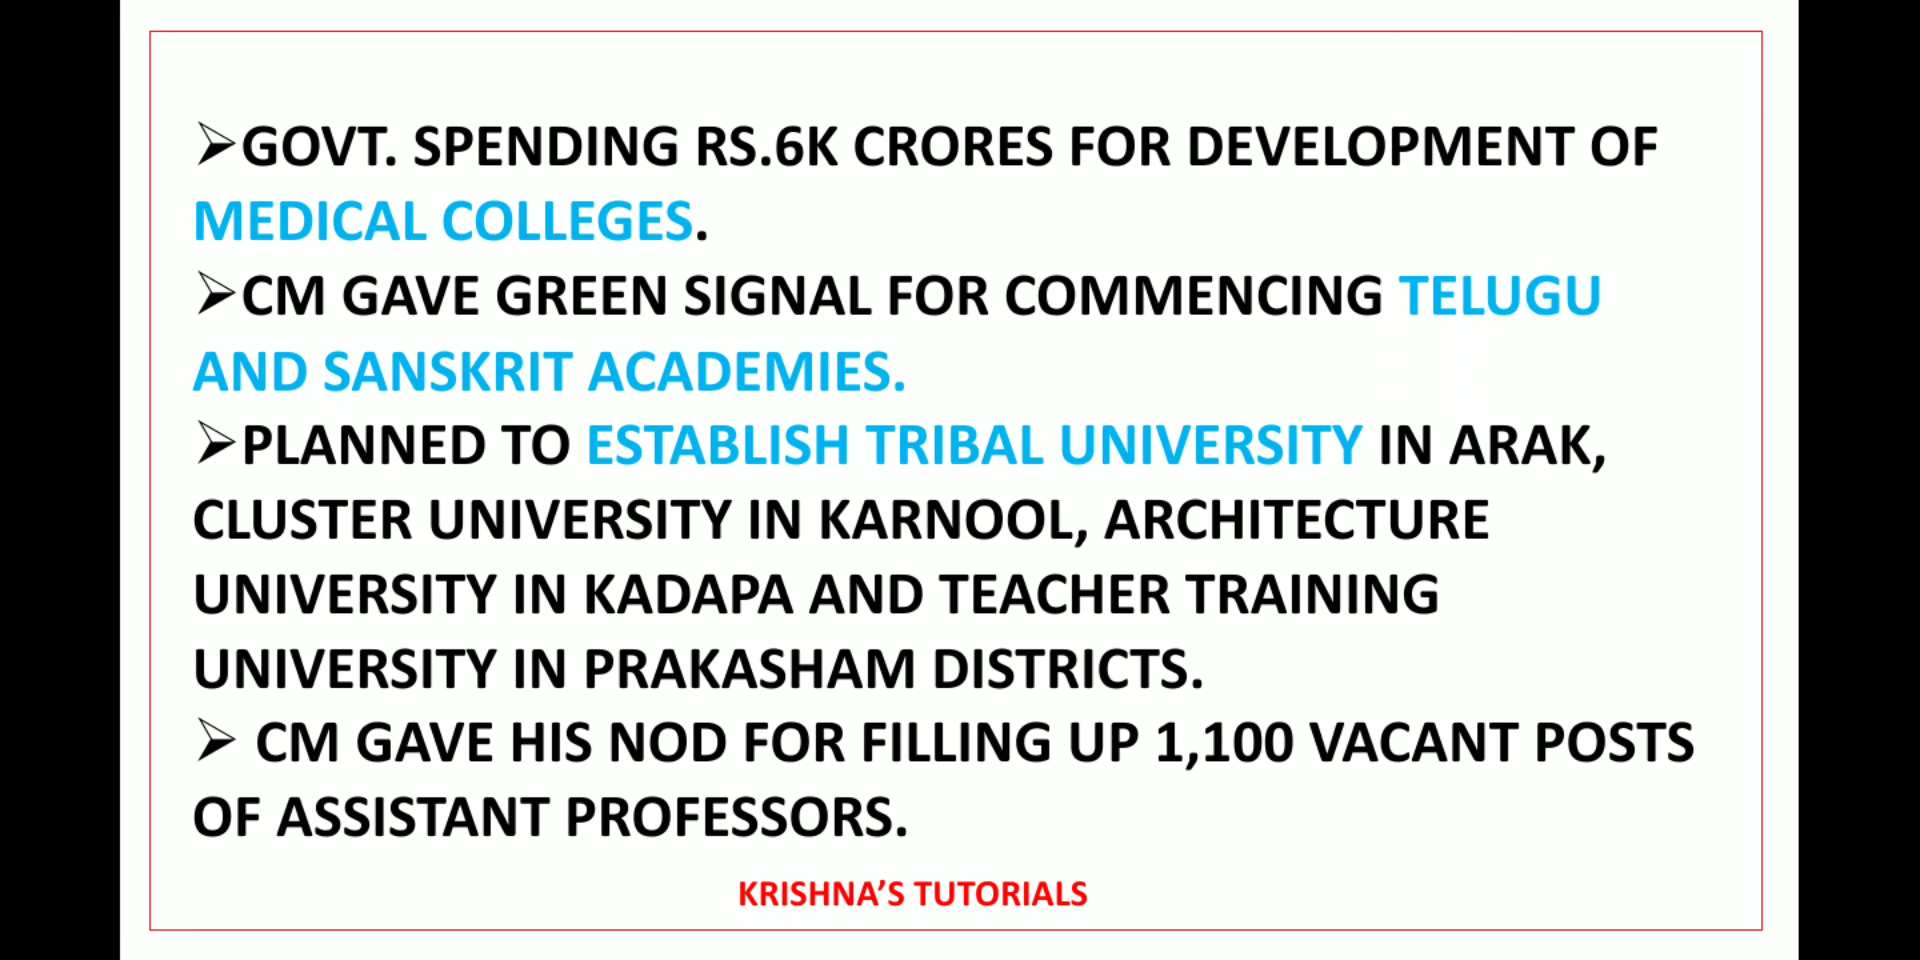 ➢GOVT. SPENDING RS.6K CRORES FOR DEVELOPMENT OF
MEDICAL COLLEGES.
➢CM GAVE GREEN SIGNAL FOR COMMENCING TELUGU
AND SANSKRIT ACADEMIES.
➢PLANNED TO ESTABLISH TRIBAL UNIVERSITY IN ARAK,
CLUSTER UNIVERSITY IN KARNOOL, ARCHITECTURE
UNIVERSITY IN KADAPA AND TEACHER TRAINING
UNIVERSITY IN PRAKASHAM DISTRICTS.
➢ CM GAVE HIS NOD FOR FILLING UP 1,100 VACANT POSTS
OF ASSISTANT PROFESSORS.
KRISHNA’S TUTORIALS